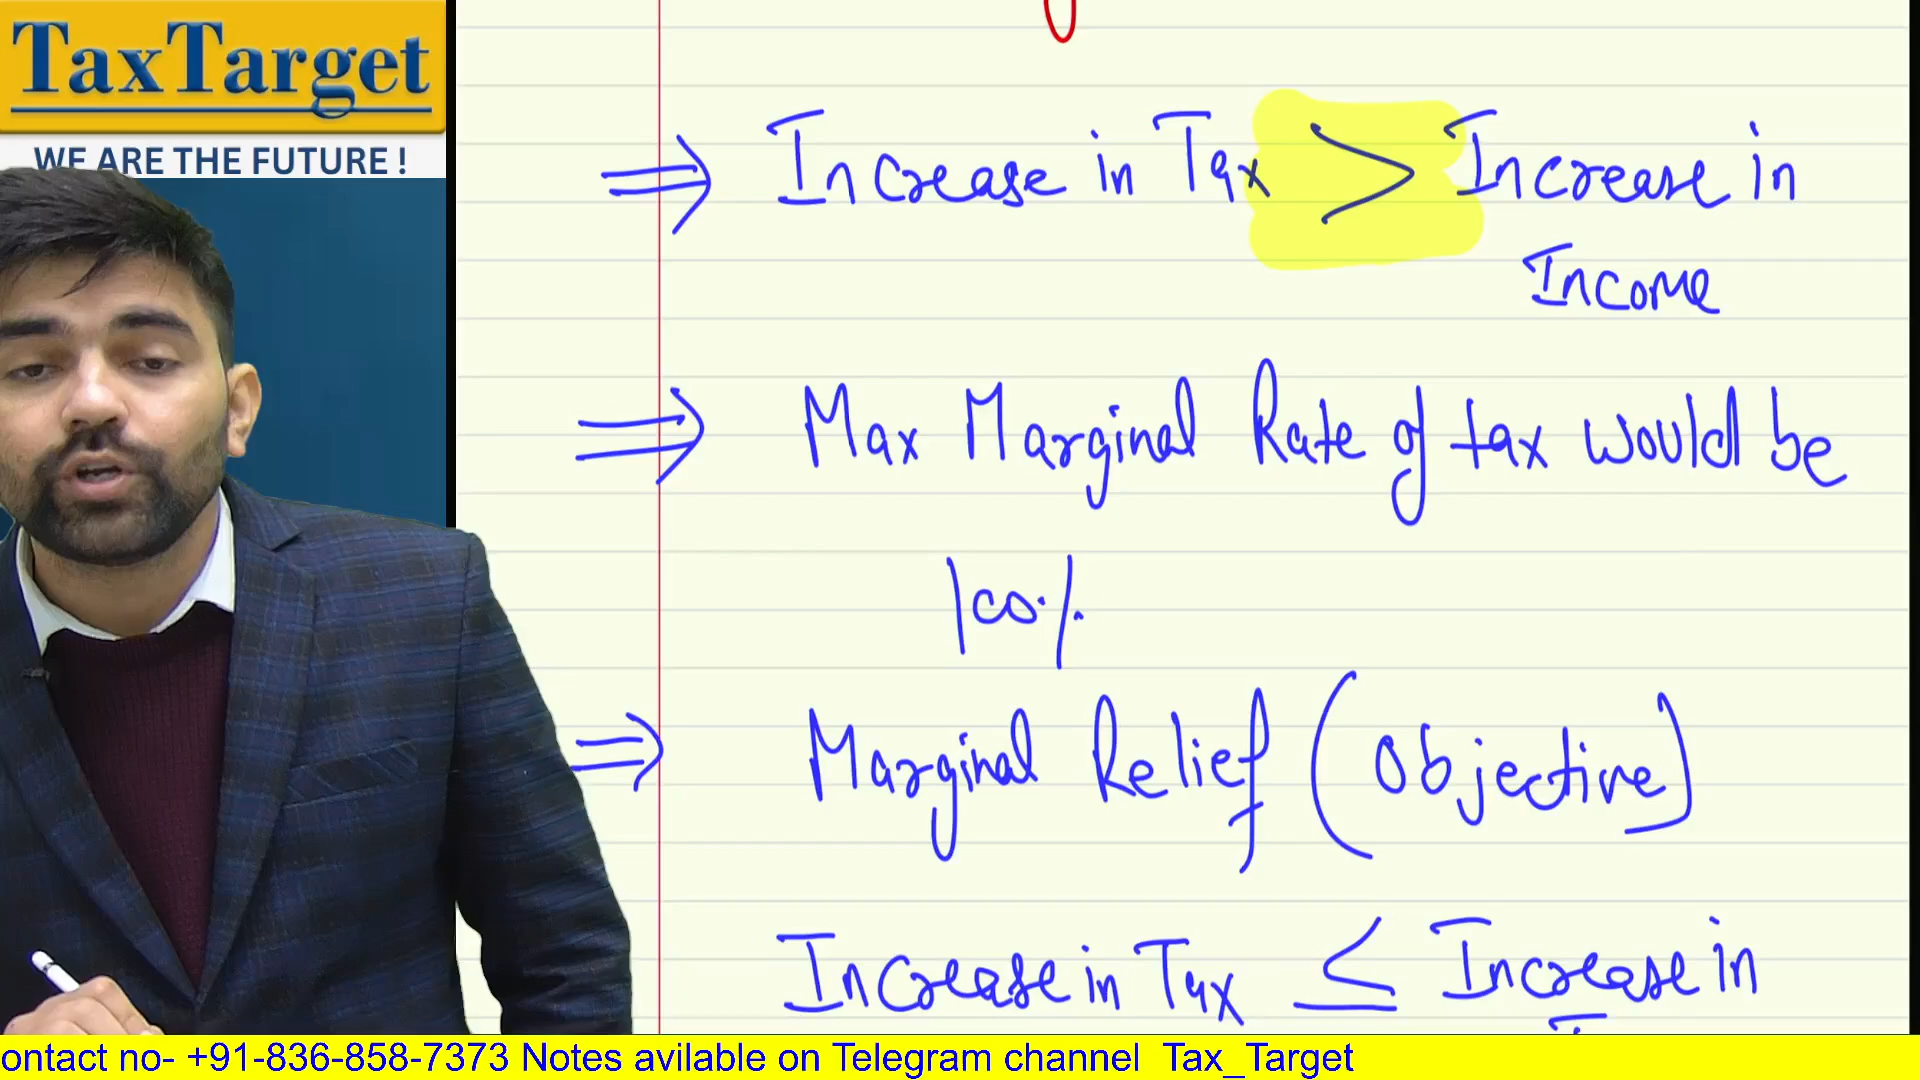 TaxTarget
WE ARE THE FUTURE !
⇒ Increase in Tax > Increase in
Income
⇒ Max Marginal Rate of tax would be
100%
⇒ Marginal Relief (Objective)
Increase in Tax ≤ Increase in
ontact no- +91-836-858-7373 Notes avilable on Telegram channel Tax_Target